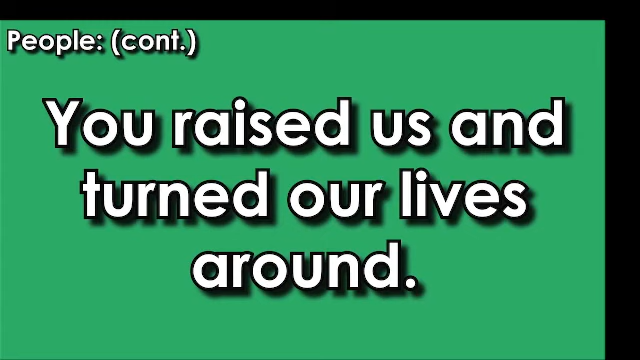 People: (cont.)
You raised us and
turned our lives
around.